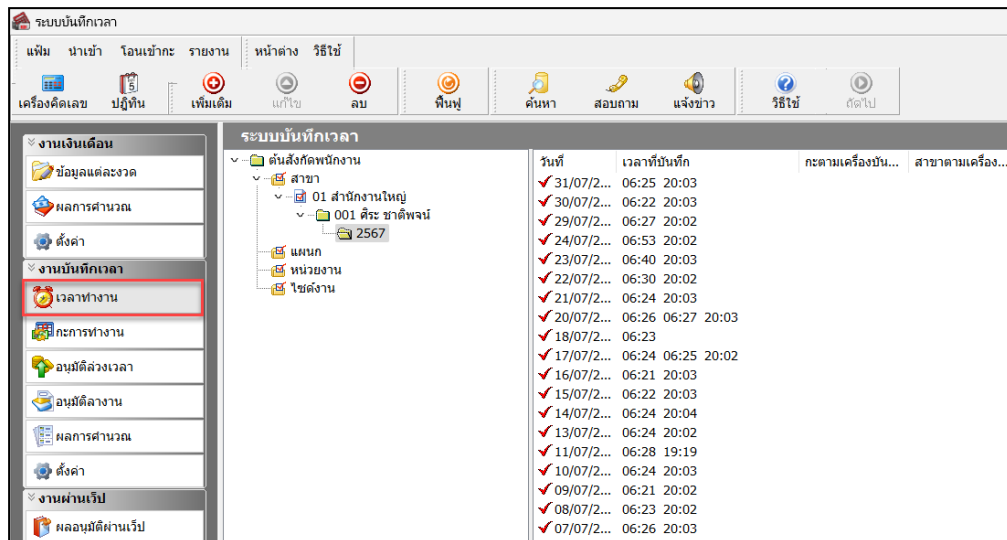 ระบบบันทึกเวลา
แฟ้ม นำเข้า โอนเข้ากะ รายงาน หน้าต่าง วิธีใช้
เครื่องคิดเลข ปฏิทิน เพิ่มเติม แก้ไข ลบ ฟื้นฟู ค้นหา สอบถาม แจ้งข่าว วิธีใช้ ถัดไป
งานเงินเดือน
ข้อมูลแต่ละงวด
ผลการคำนวณ
ตั้งค่า
งานบันทึกเวลา
เวลาทำงาน
กะการทำงาน
อนุมัติล่วงเวลา
อนุมัติลางาน
ผลการคำนวณ
ตั้งค่า
งานผ่านเว็ป
ผลอนุมัติผ่านเว็ป
ระบบบันทึกเวลา
ต้นสังกัดพนักงาน
สาขา
01 สำนักงานใหญ่
001 ศิระ ชาติพจน์
2567
แผนก
หน่วยงาน
ไซด์งาน
วันที่ เวลาที่บันทึก กะตามเครื่องบัน... สาขาตามเครื่อง...
31/07/2... 06:25 20:03
30/07/2... 06:22 20:03
29/07/2... 06:27 20:02
24/07/2... 06:53 20:02
23/07/2... 06:40 20:03
22/07/2... 06:30 20:02
21/07/2... 06:24 20:03
20/07/2... 06:26 06:27 20:03
18/07/2... 06:23
17/07/2... 06:24 06:25 20:02
16/07/2... 06:21 20:03
15/07/2... 06:22 20:03
14/07/2... 06:24 20:04
13/07/2... 06:24 20:02
11/07/2... 06:28 19:19
10/07/2... 06:24 20:03
09/07/2... 06:21 20:02
08/07/2... 06:23 20:02
07/07/2... 06:26 20:03